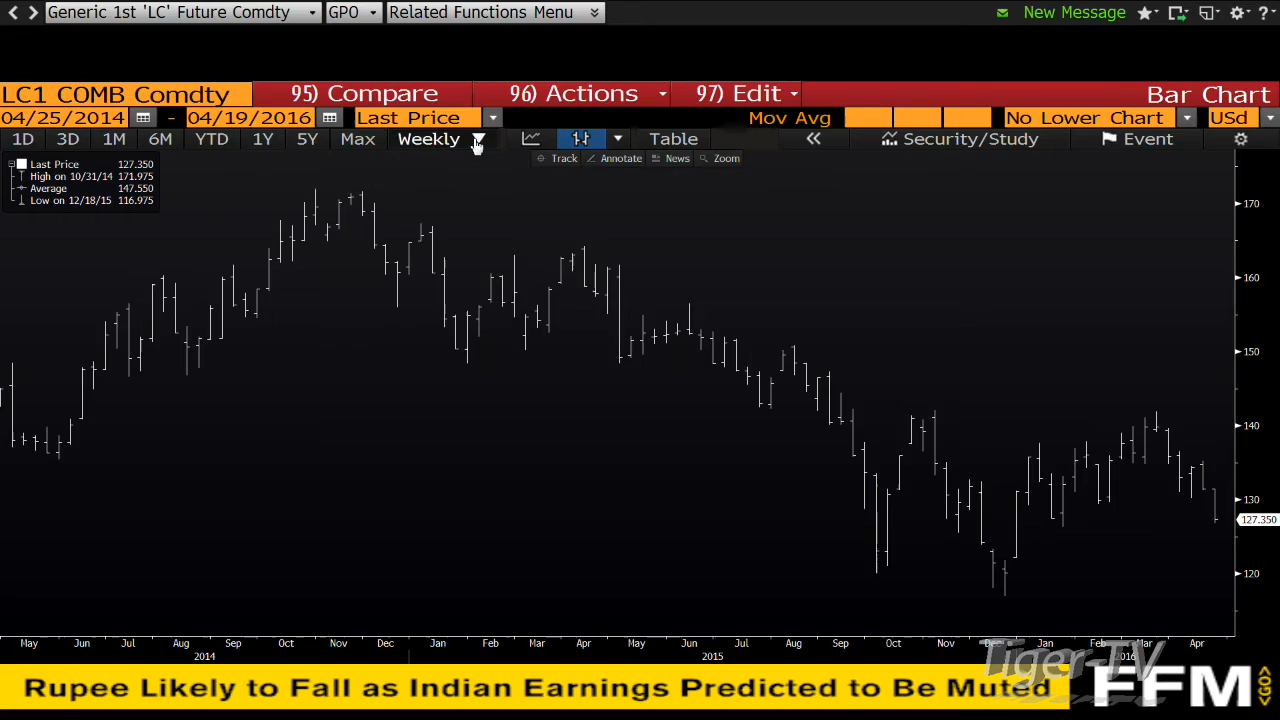 Generic 1st 'LC' Future Comdty GPO Related Functions Menu New Message
LC1 COMB Comdty 95) Compare 96) Actions 97) Edit Bar Chart
04/25/2014 - 04/19/2016 Last Price Mov Avg No Lower Chart USd
1D 3D 1M 6M YTD 1Y 5Y Max Weekly Table « Security/Study Event
Track Annotate News Zoom
Last Price 127.350
High on 10/31/14 171.975
Average 147.550
Low on 12/18/15 116.975
170
160
150
140
130
127.350
120
May Jun Jul Aug Sep Oct Nov Dec Jan Feb Mar Apr May Jun Jul Aug Sep Oct Nov Dec Jan Feb Mar Apr
2014 2015 2016
Tiger-TV
Rupee Likely to Fall as Indian Earnings Predicted to Be Muted FFM <GO>